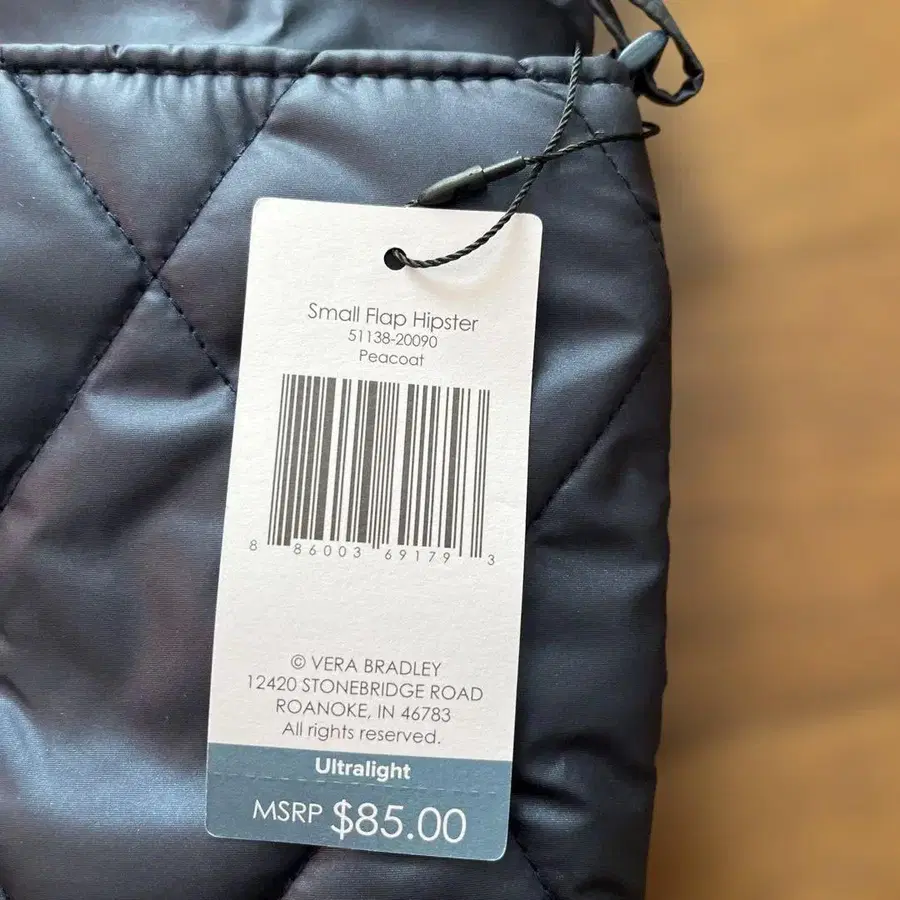 Small Flap Hipster
51138-20090
Peacoat
8 86003 69179 3
© VERA BRADLEY
12420 STONEBRIDGE ROAD
ROANOKE, IN 46783
All rights reserved.
Ultralight
MSRP $85.00